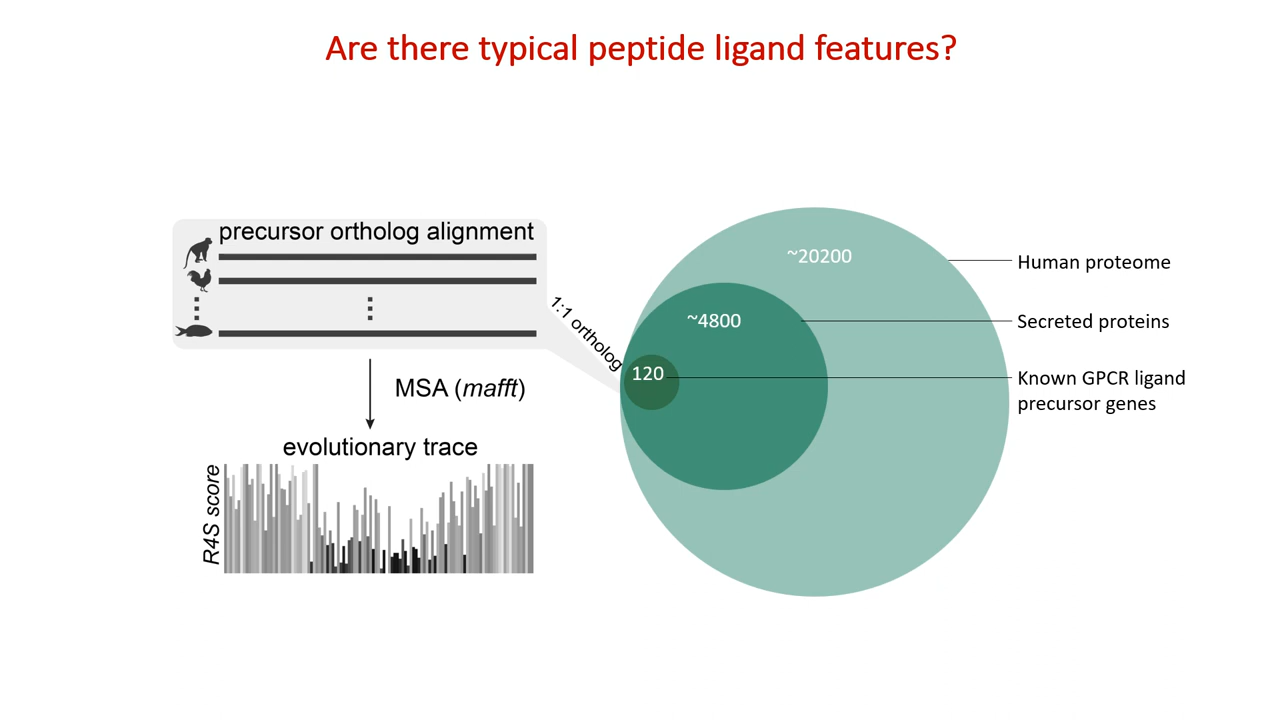 Are there typical peptide ligand features?
precursor ortholog alignment
1:1 ortholog
MSA (mafft)
evolutionary trace
R4S score
~20200
~4800
120
Human proteome
Secreted proteins
Known GPCR ligand
precursor genes